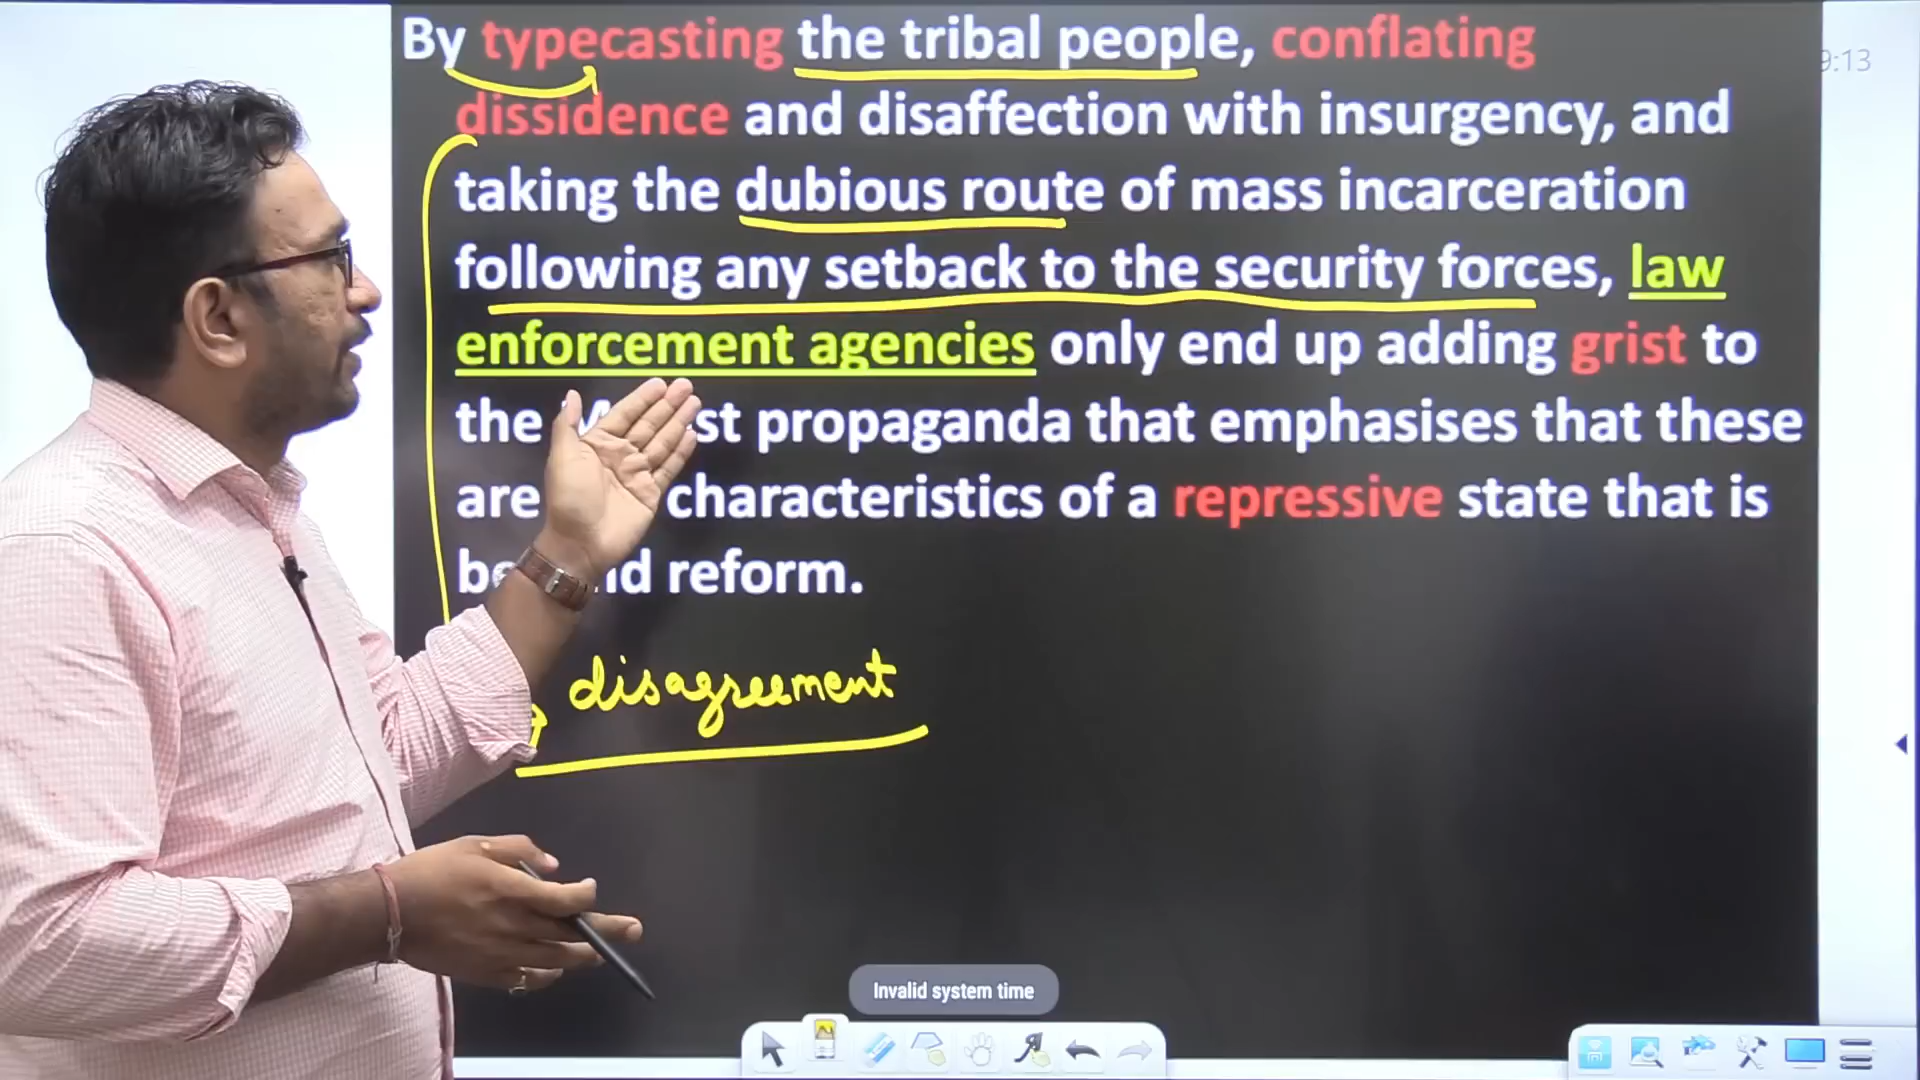 By typecasting the tribal people, conflating
9:13
dissidence and disaffection with insurgency, and
taking the dubious route of mass incarceration
following any setback to the security forces, law
enforcement agencies only end up adding grist to
the propaganda that emphasises that these
are characteristics of a repressive state that is
reform.
disagreement
Invalid system time